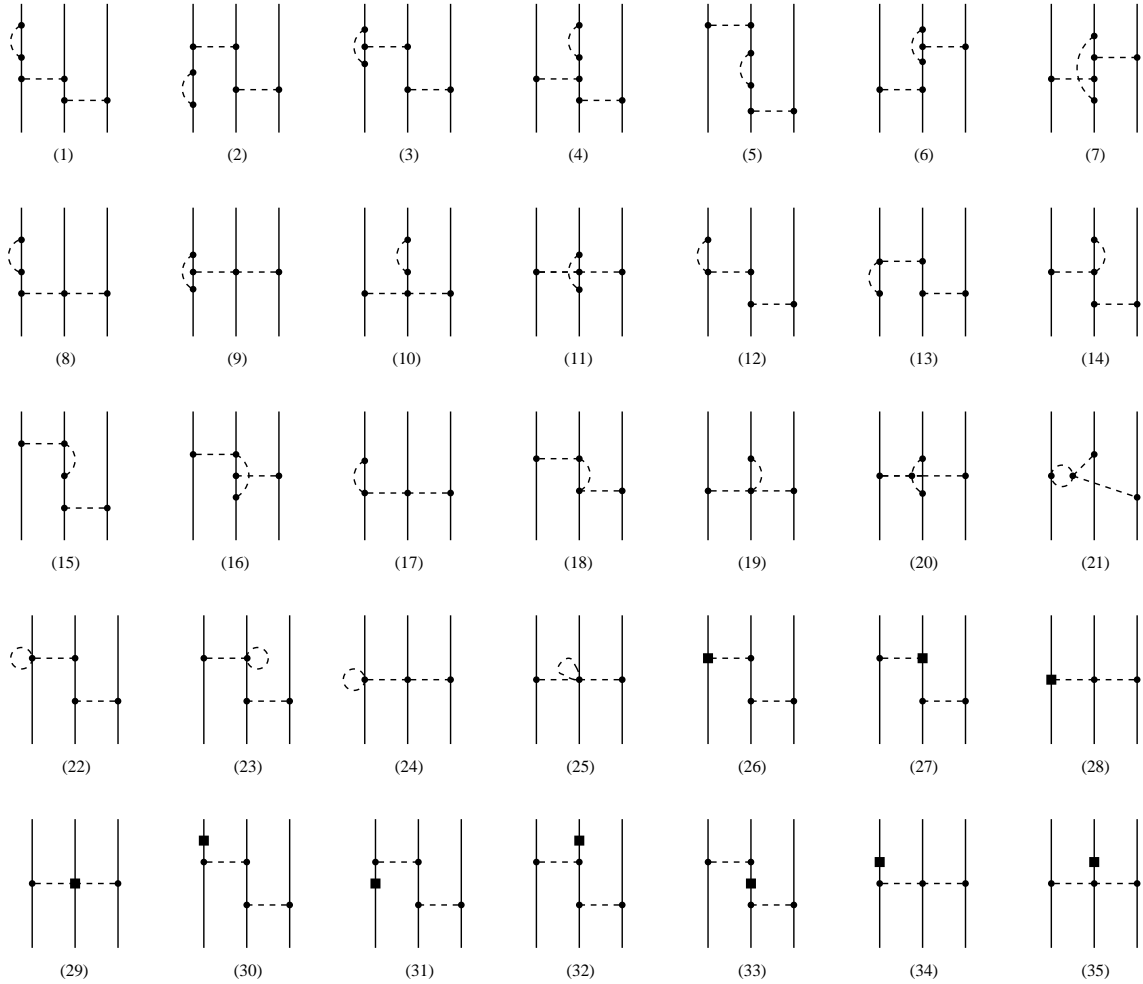 (1) (2) (3) (4) (5) (6) (7)
(8) (9) (10) (11) (12) (13) (14)
(15) (16) (17) (18) (19) (20) (21)
(22) (23) (24) (25) (26) (27) (28)
(29) (30) (31) (32) (33) (34) (35)